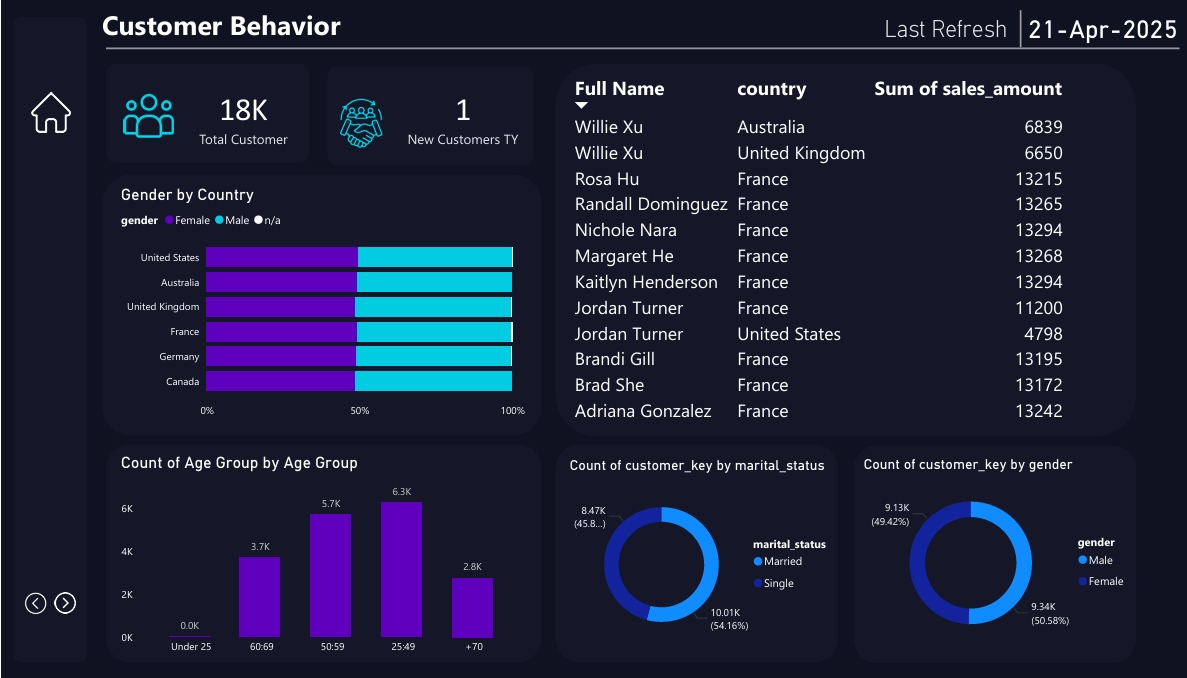 Customer Behavior
Last Refresh
21-Apr-2025
18K
Total Customer
1
New Customers TY
Full Name country Sum of sales_amount
Willie Xu Australia 6839
Willie Xu United Kingdom 6650
Rosa Hu France 13215
Randall Dominguez France 13265
Nichole Nara France 13294
Margaret He France 13268
Kaitlyn Henderson France 13294
Jordan Turner France 11200
Jordan Turner United States 4798
Brandi Gill France 13195
Brad She France 13172
Adriana Gonzalez France 13242
Gender by Country
gender Female Male n/a
United States
Australia
United Kingdom
France
Germany
Canada
0% 50% 100%
Count of Age Group by Age Group
6K
4K
2K
0K
0.0K
3.7K
5.7K
6.3K
2.8K
Under 25 60:69 50:59 25:49 +70
Count of customer_key by marital_status
8.47K
(45.8...)
10.01K
(54.16%)
marital_status
Married
Single
Count of customer_key by gender
9.13K
(49.42%)
9.34K
(50.58%)
gender
Male
Female